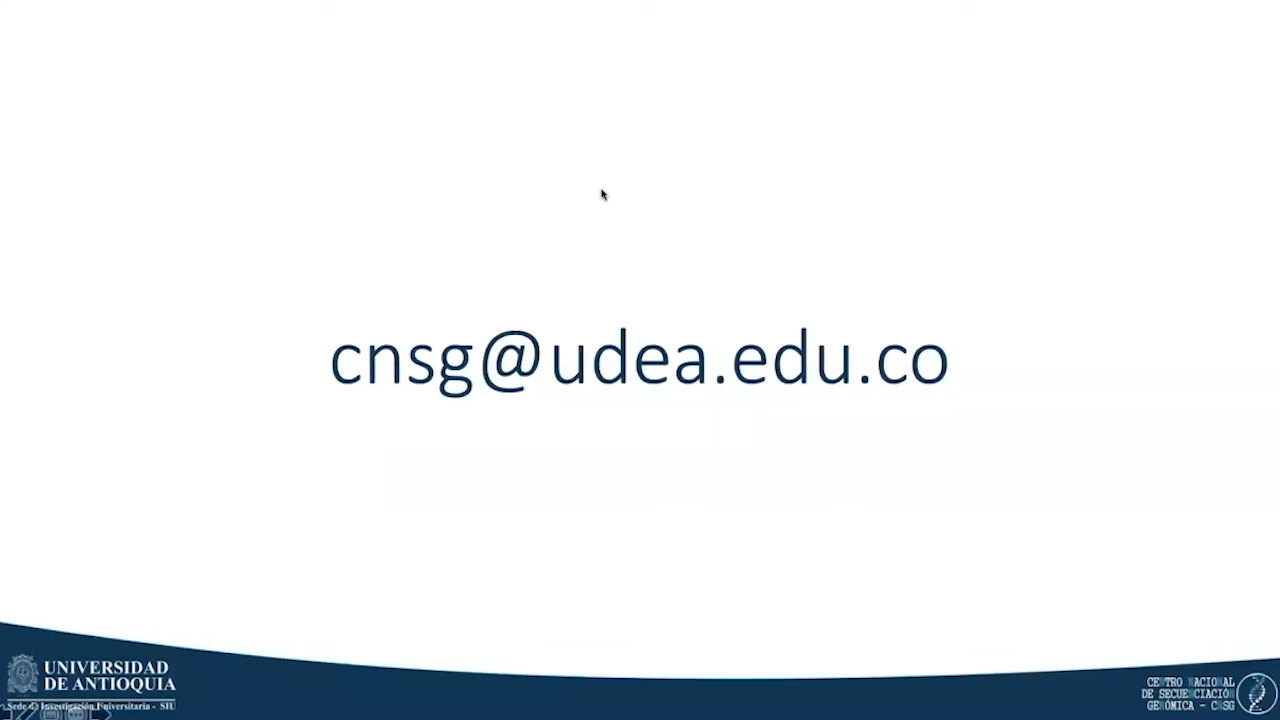 cnsg@udea.edu.co
UNIVERSIDAD
DE ANTIOQUIA
Sede de Investigación Universitaria - SIU
CENTRO NACIONAL
DE SECUENCIACIÓN
GENÓMICA - CNSG